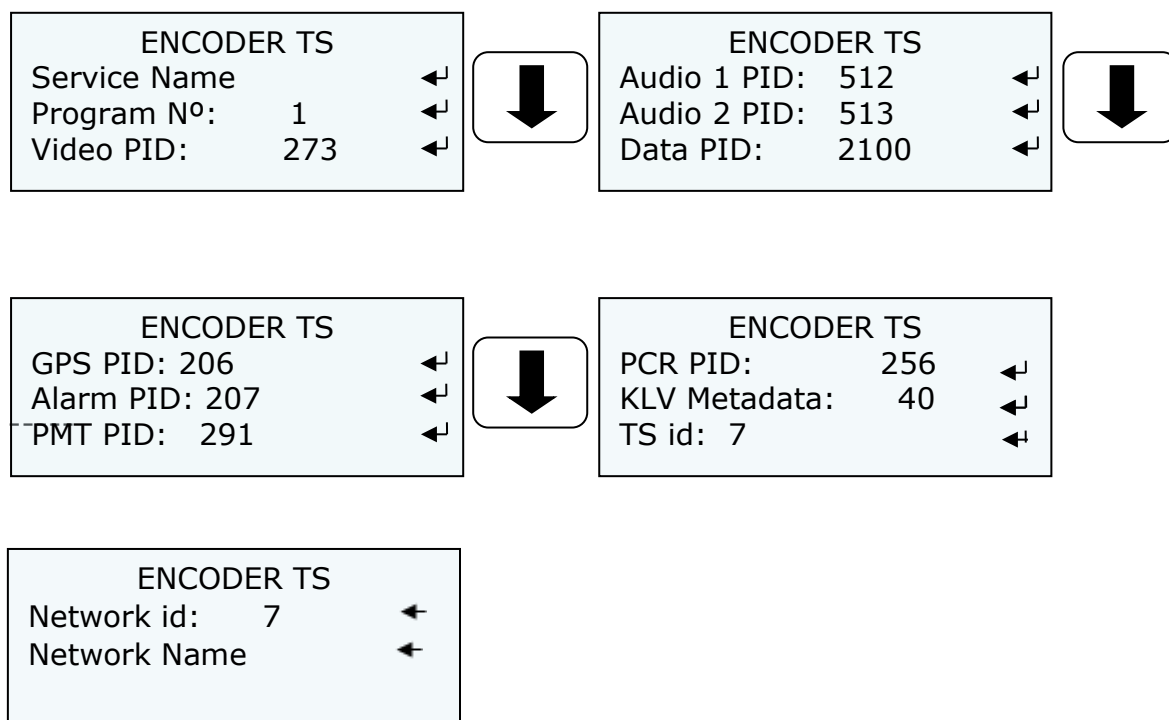 ENCODER TS
Service Name
Program Nº: 1
Video PID: 273
ENCODER TS
Audio 1 PID: 512
Audio 2 PID: 513
Data PID: 2100
ENCODER TS
GPS PID: 206
Alarm PID: 207
PMT PID: 291
ENCODER TS
PCR PID: 256
KLV Metadata: 40
TS id: 7
ENCODER TS
Network id: 7
Network Name